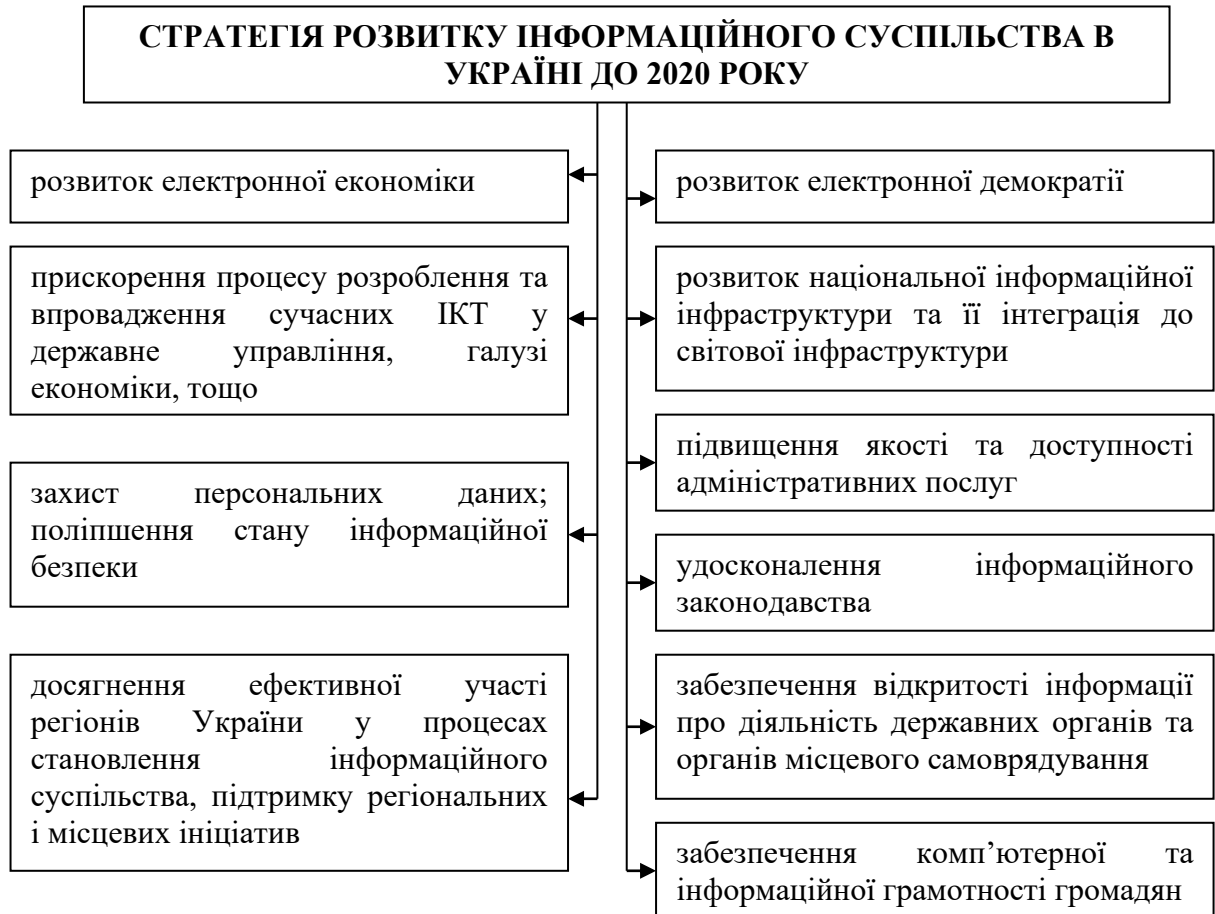 СТРАТЕГІЯ РОЗВИТКУ ІНФОРМАЦІЙНОГО СУСПІЛЬСТВА В
УКРАЇНІ ДО 2020 РОКУ
розвиток електронної економіки
прискорення процесу розроблення та
впровадження сучасних ІКТ у
державне управління, галузі
економіки, тощо
захист персональних даних;
поліпшення стану інформаційної
безпеки
досягнення ефективної участі
регіонів України у процесах
становлення інформаційного
суспільства, підтримку регіональних
і місцевих ініціатив
розвиток електронної демократії
розвиток національної інформаційної
інфраструктури та її інтеграція до
світової інфраструктури
підвищення якості та доступності
адміністративних послуг
удосконалення інформаційного
законодавства
забезпечення відкритості інформації
про діяльність державних органів та
органів місцевого самоврядування
забезпечення комп’ютерної та
інформаційної грамотності громадян